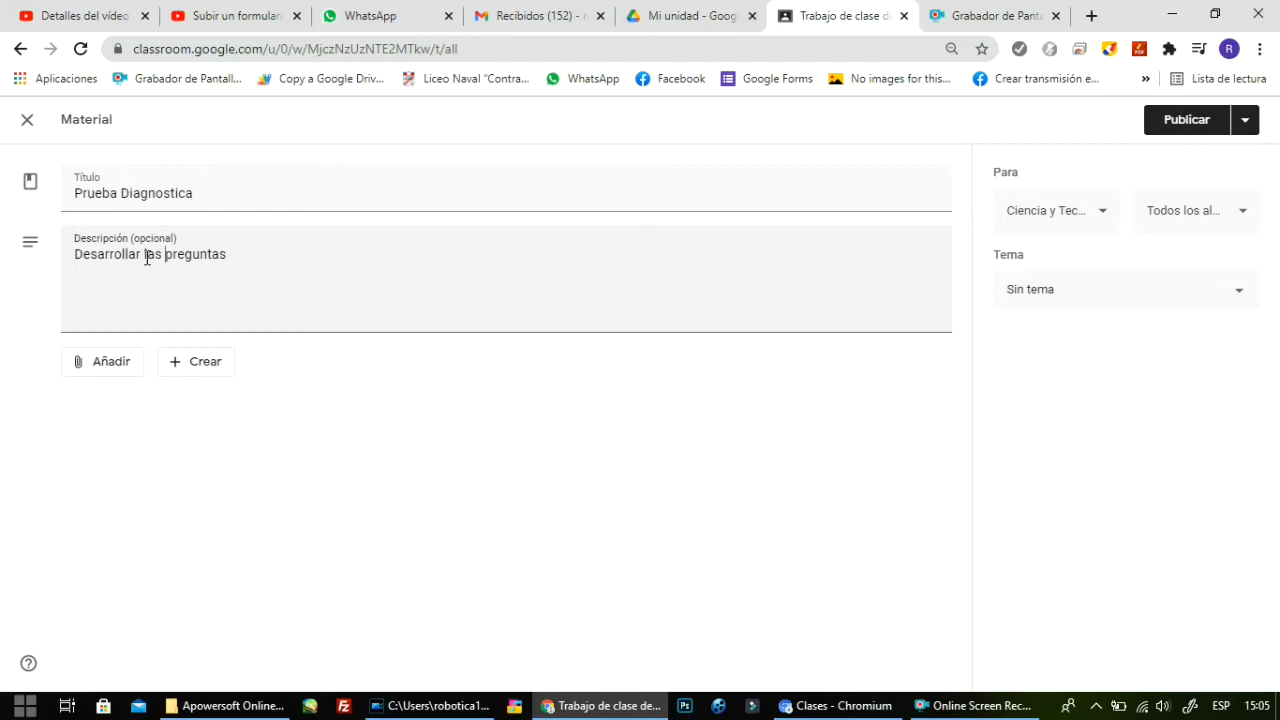 Detalles del vídeo
Subir un formulari
WhatsApp
Recibidos (152) - r
Mi unidad - Goog
Trabajo de clase d
Grabador de Panta
classroom.google.com/u/0/w/MjczNzUzNTE2MTkw/t/all
R
Aplicaciones
Grabador de Pantall...
Copy a Google Driv...
Liceo Naval "Contra...
WhatsApp
Facebook
Google Forms
No images for this...
Crear transmisión e...
»
Lista de lectura
Material
Publicar
Título
Prueba Diagnostica
Para
Ciencia y Tec...
Todos los al...
Descripción (opcional)
Desarrollar las preguntas
Tema
Sin tema
Añadir
Crear
Apowersoft Online...
C:\Users\robotica1...
Trabajo de clase de...
Clases - Chromium
Online Screen Rec...
ESP
15:05